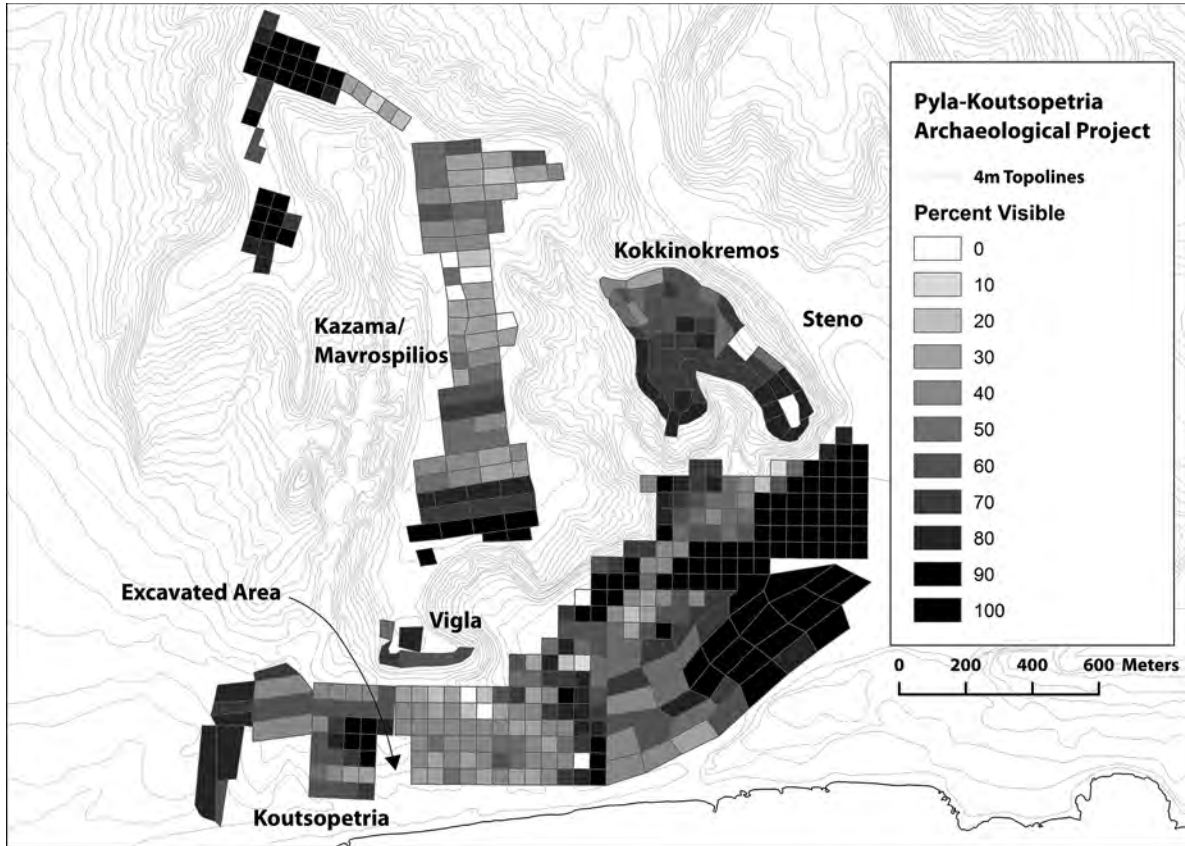 Pyla-Koutsopetria
Archaeological Project
4m Topolines
Percent Visible
0
10
20
30
40
50
60
70
80
90
100
0 200 400 600 Meters
Kokkinokremos
Steno
Kazama/
Mavrospilios
Excavated Area
Vigla
Koutsopetria